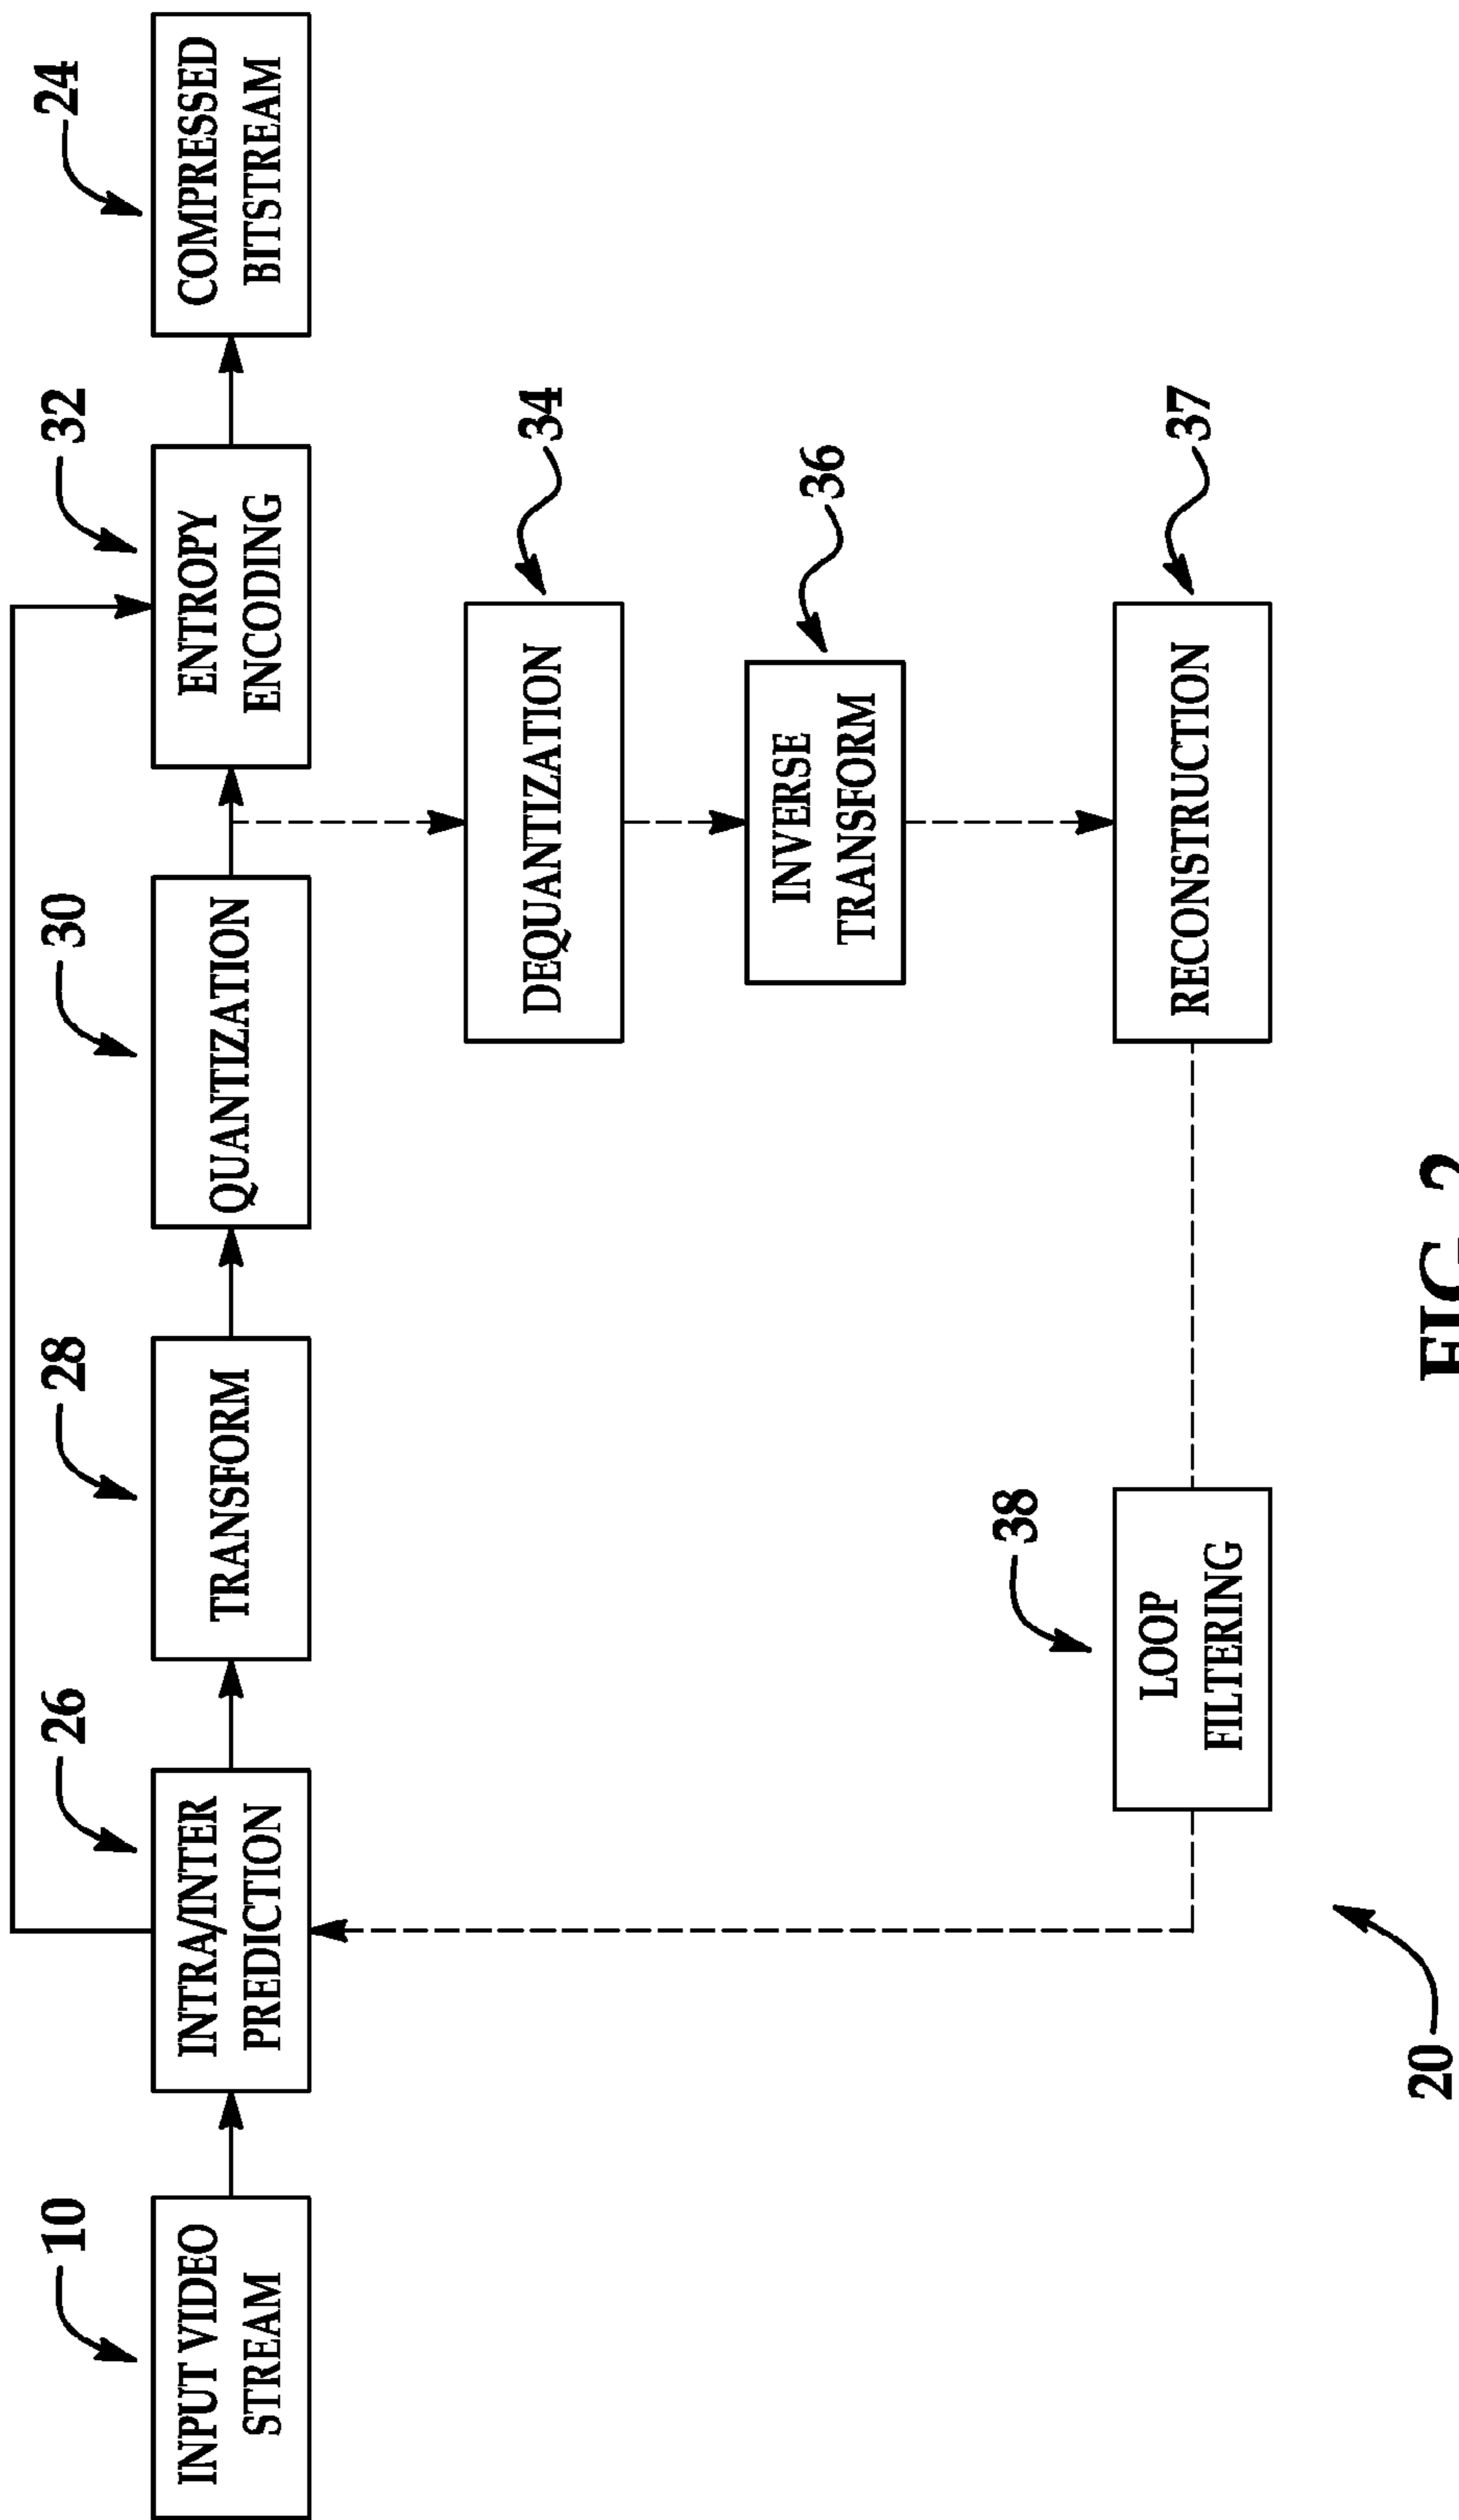 10
INPUT VIDEO
STREAM
26
INTRA/INTER
PREDICTION
28
TRANSFORM
30
QUANTIZATION
32
ENTROPY
ENCODING
24
COMPRESSED
BITSTREAM
34
DEQUANTIZATION
36
INVERSE
TRANSFORM
38
LOOP
FILTERING
37
RECONSTRUCTION
20